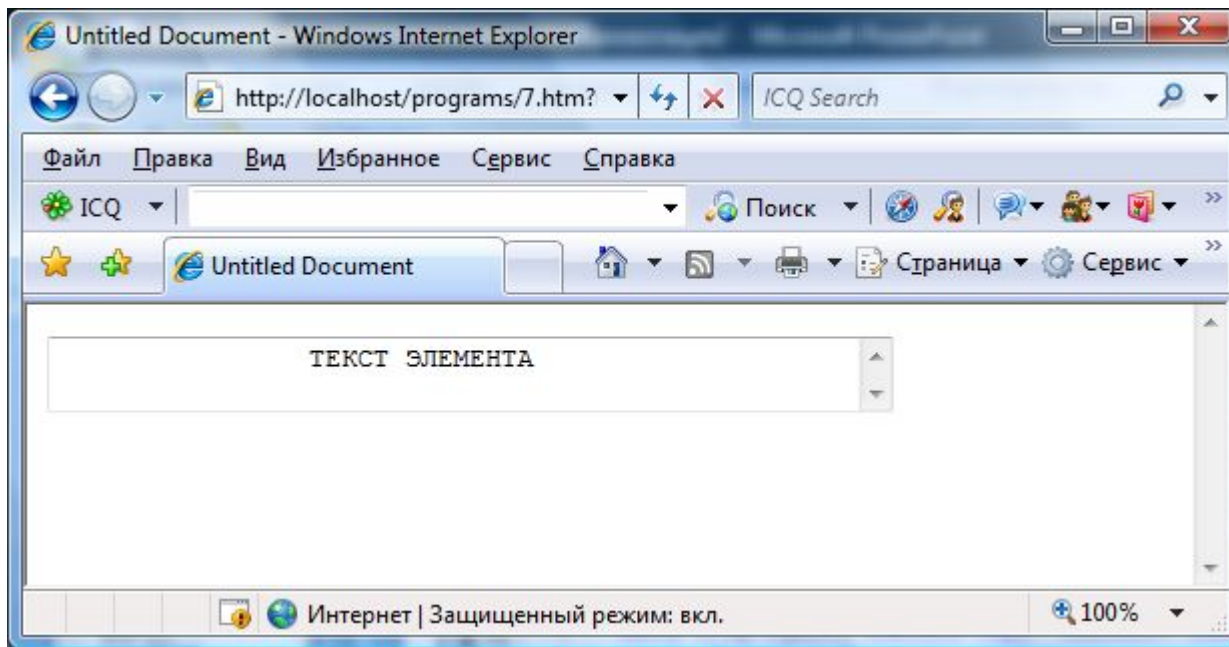 Untitled Document - Windows Internet Explorer
http://localhost/programs/7.htm? ICQ Search
Файл Правка Вид Избранное Сервис Справка
ICQ Поиск
Untitled Document Страница Сервис
ТЕКСТ ЭЛЕМЕНТА
Интернет | Защищенный режим: вкл. 100%